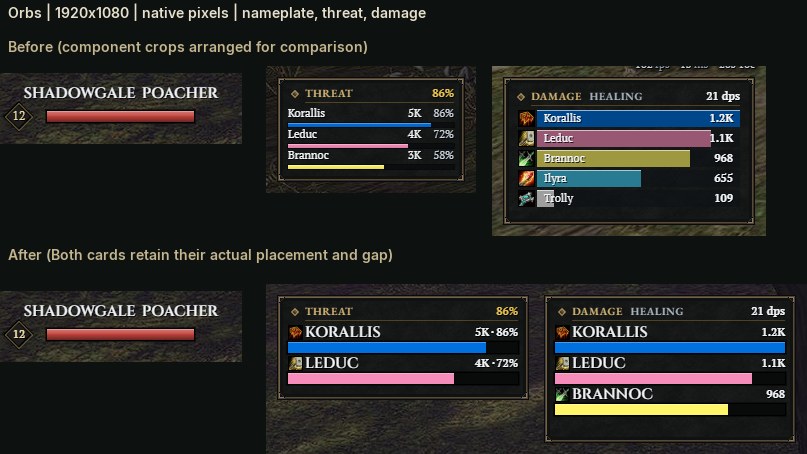 Orbs | 1920x1080 | native pixels | nameplate, threat, damage
Before (component crops arranged for comparison)
SHADOWGALE POACHER
12
THREAT 86%
Korallis 5K 86%
Leduc 4K 72%
Brannoc 3K 58%
DAMAGE HEALING 21 dps
Korallis 1.2K
Leduc 1.1K
Brannoc 968
Ilyra 655
Trolly 109
After (Both cards retain their actual placement and gap)
SHADOWGALE POACHER
12
THREAT 86%
KORALLIS 5K·86%
LEDUC 4K·72%
DAMAGE HEALING 21 dps
KORALLIS 1.2K
LEDUC 1.1K
BRANNOC 968